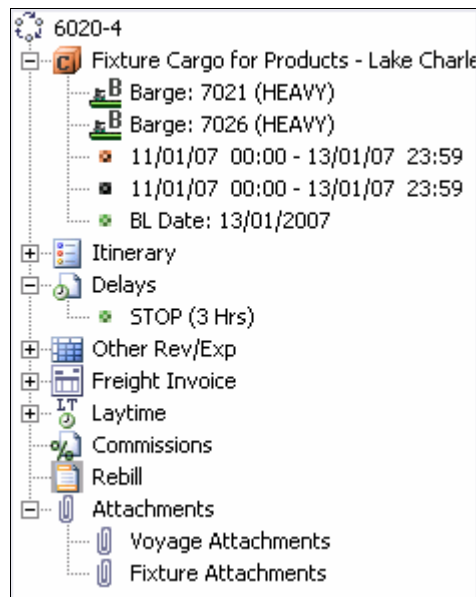 6020-4
Fixture Cargo for Products - Lake Charle
B Barge: 7021 (HEAVY)
B Barge: 7026 (HEAVY)
11/01/07 00:00 - 13/01/07 23:59
11/01/07 00:00 - 13/01/07 23:59
BL Date: 13/01/2007
Itinerary
Delays
STOP (3 Hrs)
Other Rev/Exp
Freight Invoice
LT Laytime
% Commissions
Rebill
Attachments
Voyage Attachments
Fixture Attachments